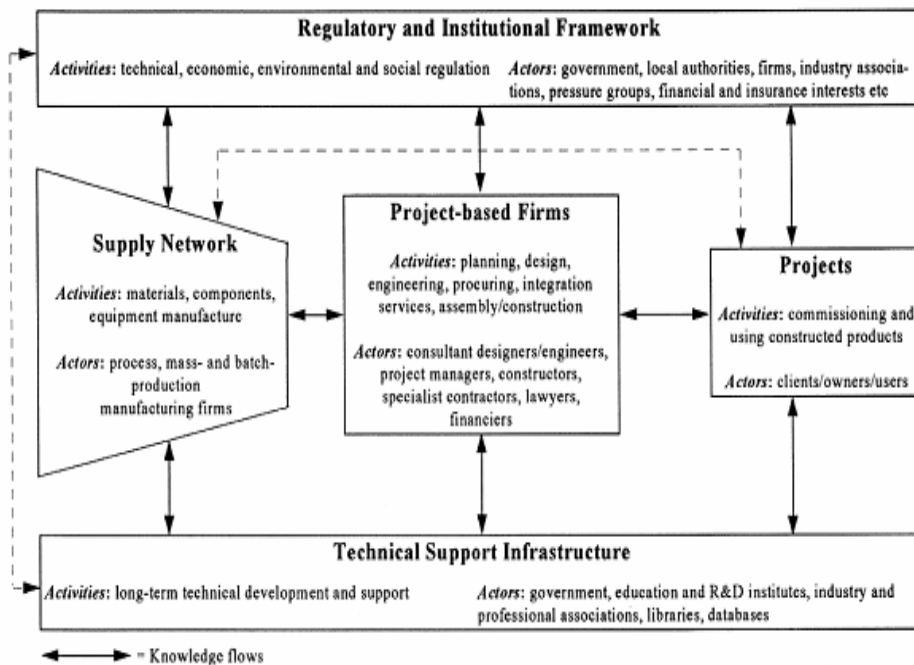 Regulatory and Institutional Framework
Activities: technical, economic, environmental and social regulation
Actors: government, local authorities, firms, industry associa-
tions, pressure groups, financial and insurance interests etc
Supply Network
Activities: materials, components,
equipment manufacture
Actors: process, mass- and batch-
production
manufacturing firms
Project-based Firms
Activities: planning, design,
engineering, procuring, integration
services, assembly/construction
Actors: consultant designers/engineers,
project managers, constructors,
specialist contractors, lawyers,
financiers
Projects
Activities: commissioning and
using constructed products
Actors: clients/owners/users
Technical Support Infrastructure
Activities: long-term technical development and support
Actors: government, education and R&D institutes, industry and
professional associations, libraries, databases
= Knowledge flows